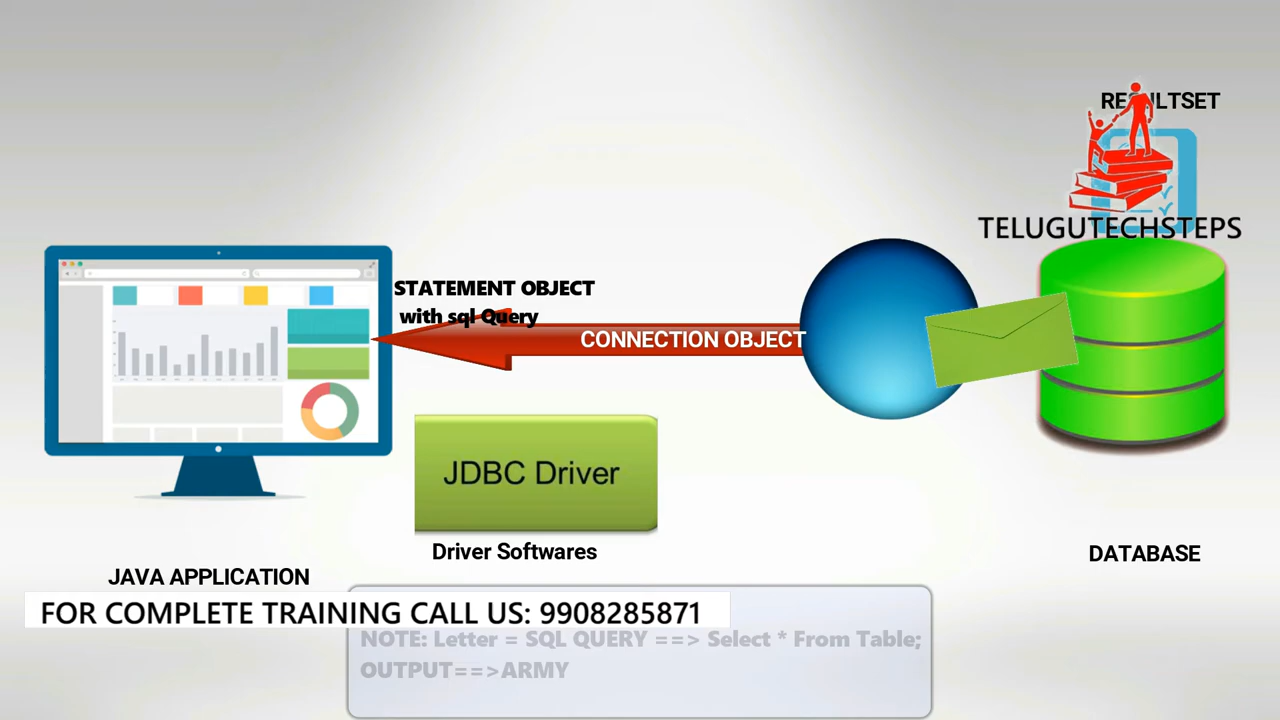 RESULTSET
TELUGUTECHSTEPS
STATEMENT OBJECT
with sql Query
CONNECTION OBJECT
JDBC Driver
Driver Softwares
DATABASE
JAVA APPLICATION
FOR COMPLETE TRAINING CALL US: 9908285871
NOTE: Letter = SQL QUERY ==> Select * From Table;
OUTPUT==>ARMY